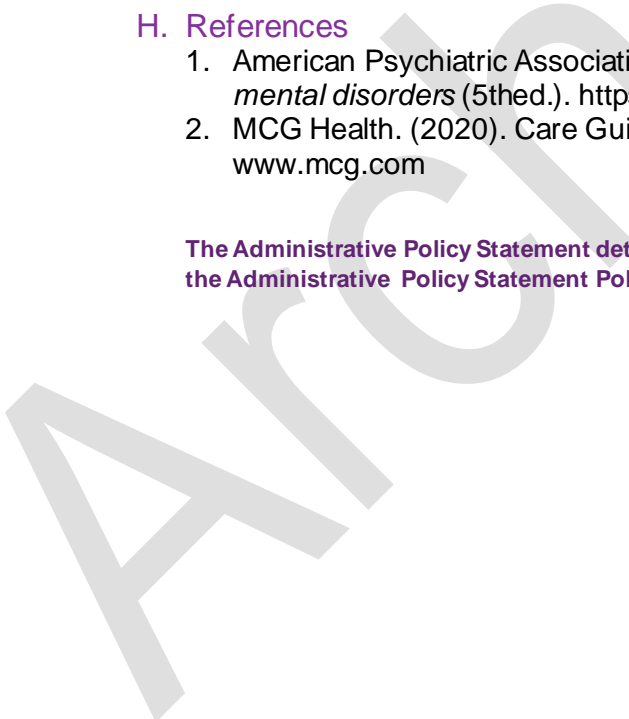 H. References
1. American Psychiatric Associati
mental disorders (5thed.). http
2. MCG Health. (2020). Care Gui
www.mcg.com
The Administrative Policy Statement det
the Administrative Policy Statement Pol
Arch